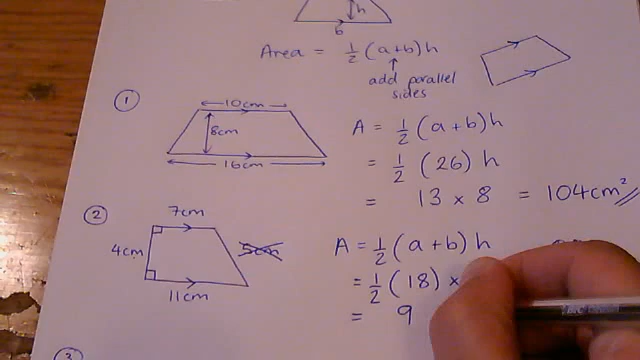 h
b
Area = ½ (a+b) h
add parallel
sides
① 10cm
8cm
16cm
A = ½ (a+b) h
= ½ (26) h
= 13 × 8 = 104cm²
② 7cm
4cm 5cm
11cm
A = ½ (a+b) h
= ½ (18) ×
= 9
③